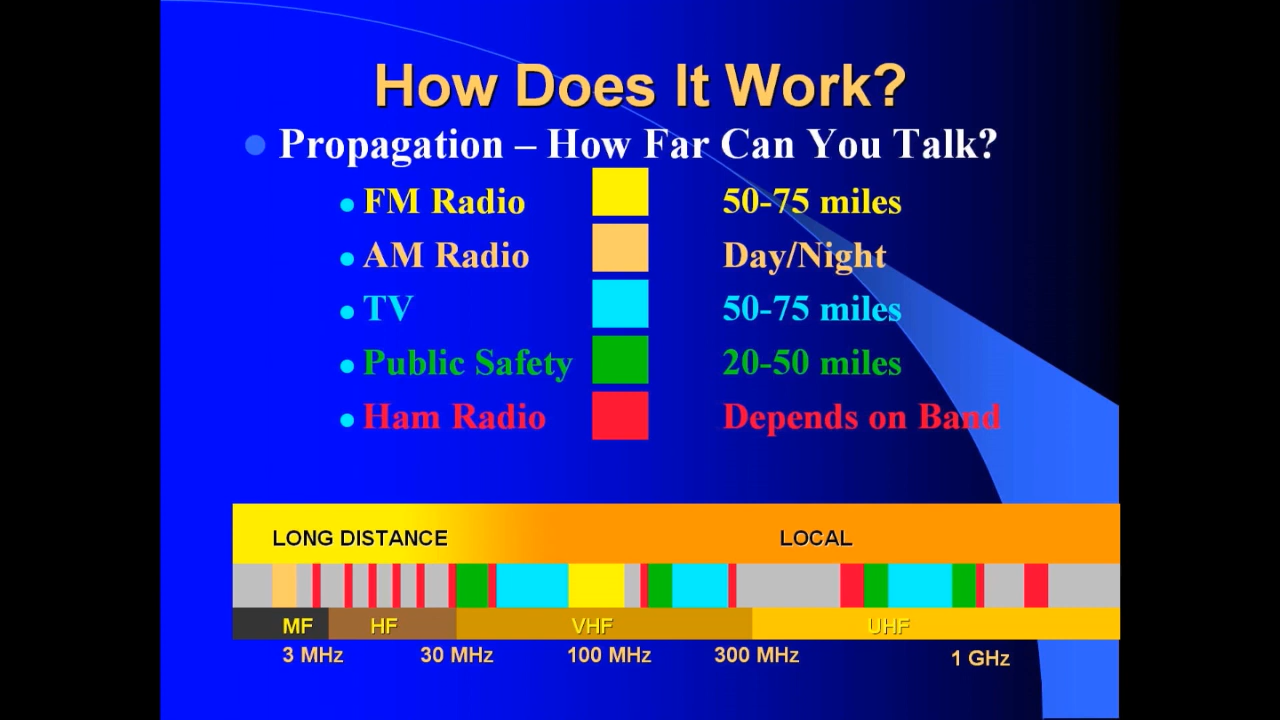 How Does It Work?
Propagation – How Far Can You Talk?
FM Radio 50-75 miles
AM Radio Day/Night
TV 50-75 miles
Public Safety 20-50 miles
Ham Radio Depends on Band
LONG DISTANCE LOCAL
MF HF VHF UHF
3 MHz 30 MHz 100 MHz 300 MHz 1 GHz